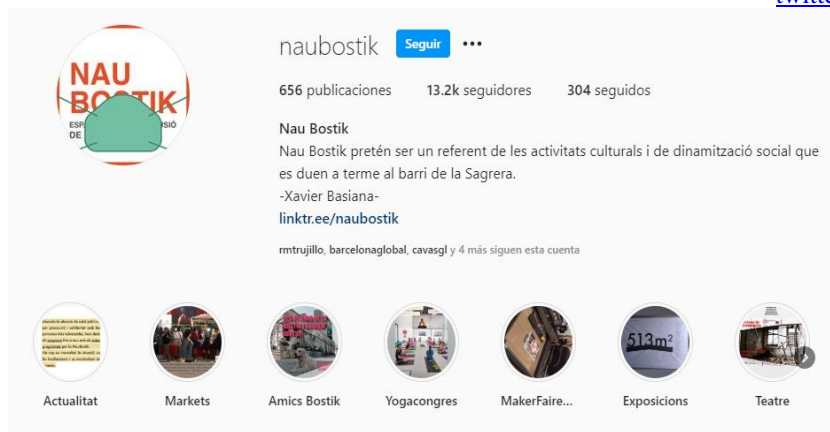 twitte
naubostik Seguir •••
656 publicaciones 13.2k seguidores 304 seguidos
Nau Bostik
Nau Bostik pretén ser un referent de les activitats culturals i de dinamització social que
es duen a terme al barri de la Sagrera.
-Xavier Basiana-
linktr.ee/naubostik
rmtrujillo, barcelonaglobal, cavasgl y 4 más siguen esta cuenta
NAU
BOSTIK
DE
513m²
Actualitat Markets Amics Bostik Yogacongres MakerFaire... Exposicions Teatre